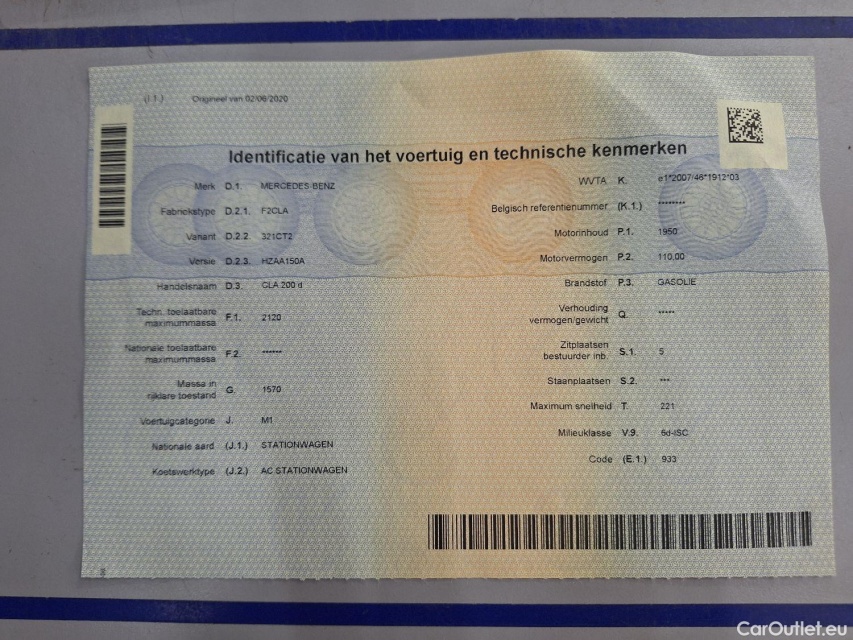 (I.1.) Origineel van 02/06/2020
Identificatie van het voertuig en technische kenmerken
Merk D.1. MERCEDES-BENZ
Fabriekstype D.2.1. F2CLA
Variant D.2.2. 321CT2
Versie D.2.3. HZAA150A
Handelsnaam D.3. CLA 200 d
Techn. toelaatbare
maximummassa F.1. 2120
Nationale toelaatbare
maximummassa F.2. ******
Massa in
rijklare toestand G. 1570
Voertuigcategorie J. M1
Nationale aard (J.1.) STATIONWAGEN
Koetswerktype (J.2.) AC STATIONWAGEN
WVTA K. e1*2007/46*1912*03
Belgisch referentienummer (K.1.) ********
Motorinhoud P.1. 1950
Motorvermogen P.2. 110,00
Brandstof P.3. GASOLIE
Verhouding
vermogen/gewicht Q. *****
Zitplaatsen
bestuurder inb. S.1. 5
Staanplaatsen S.2. ***
Maximum snelheid T. 221
Milieuklasse V.9. 6d-ISC
Code (E.1.) 933
CarOutlet.eu